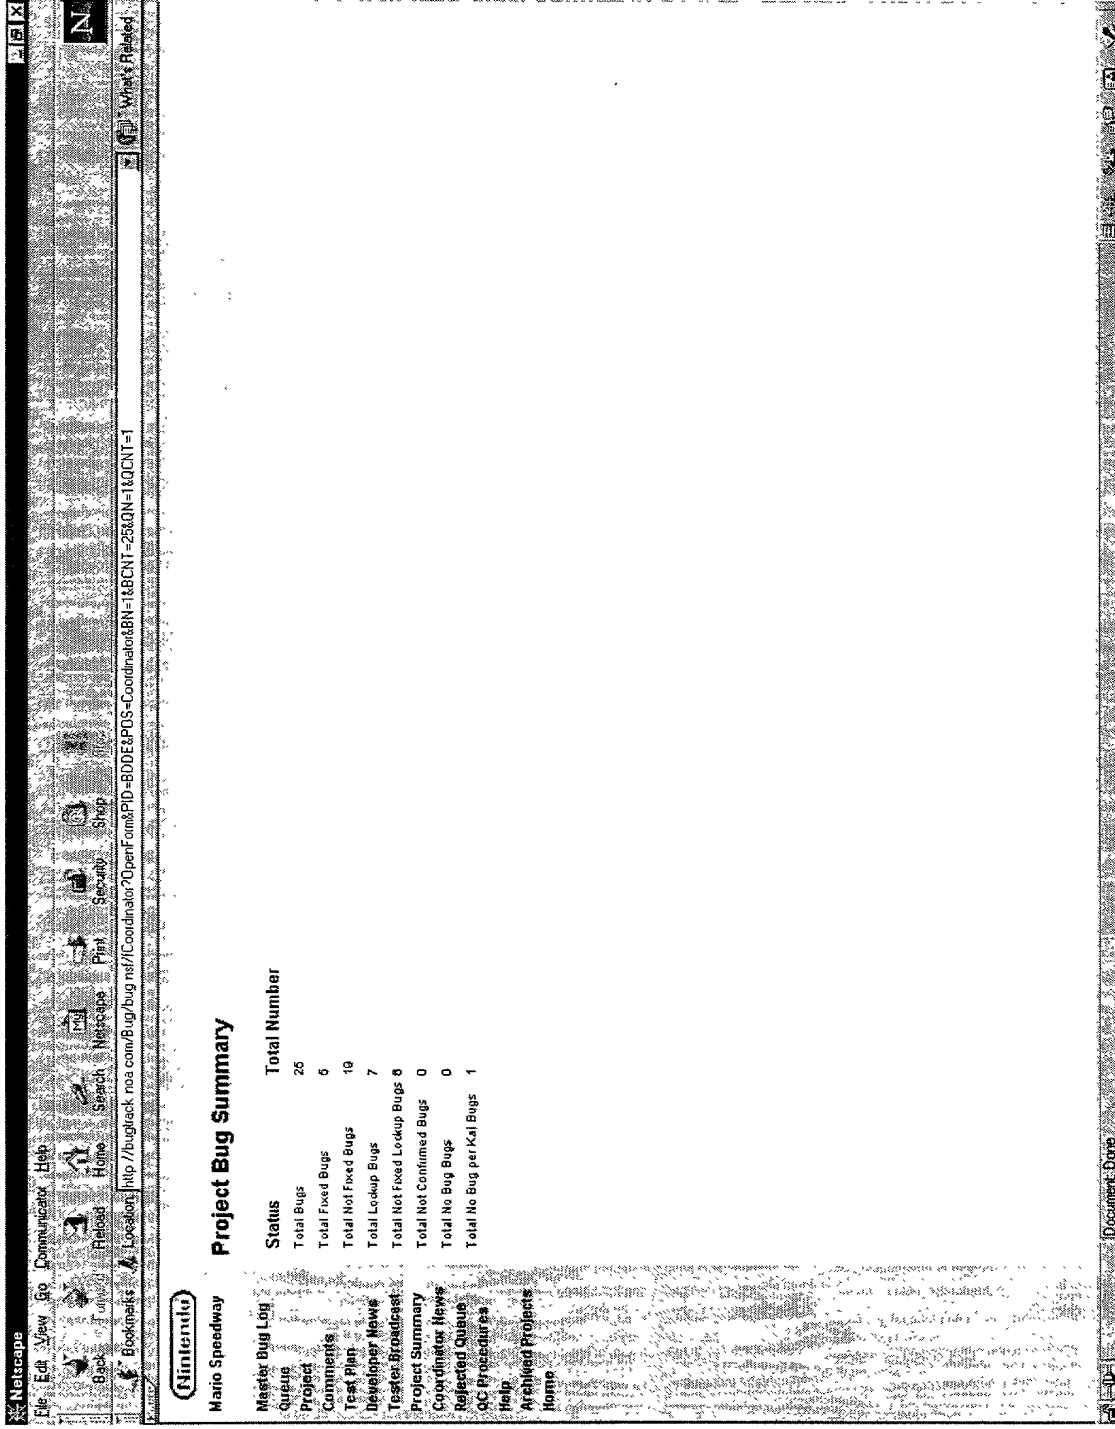 Netscape
File Edit View Go Communicator Help
Back Reload Home Search Netscape Print Security Shop
Bookmarks Location: http://bugtrack.noa.com/Bug/bug.nsf/fCoordinator?OpenForm&PID=BDDE&POS=Coordinator&BN=1&BCNT=25&QN=1&QCNT=1 What's Related
Nintendo
Mario Speedway
Master Bug Log
Queue
Project
Comments
Test Plan
Developer News
Tester Broadcast
Project Summary
Coordinator News
Rejected Queue
QC Procedures
Help
Archived Projects
Home
Project Bug Summary
Status Total Number
Total Bugs
Total Fixed Bugs
Total Not Fixed Bugs
Total Lockup Bugs 7
Total Not Fixed Lockup Bugs
Total Not Confirmed Bugs 0
Total No Bug Bugs 0
Total No Bug per Kal Bugs 1
Document: Done